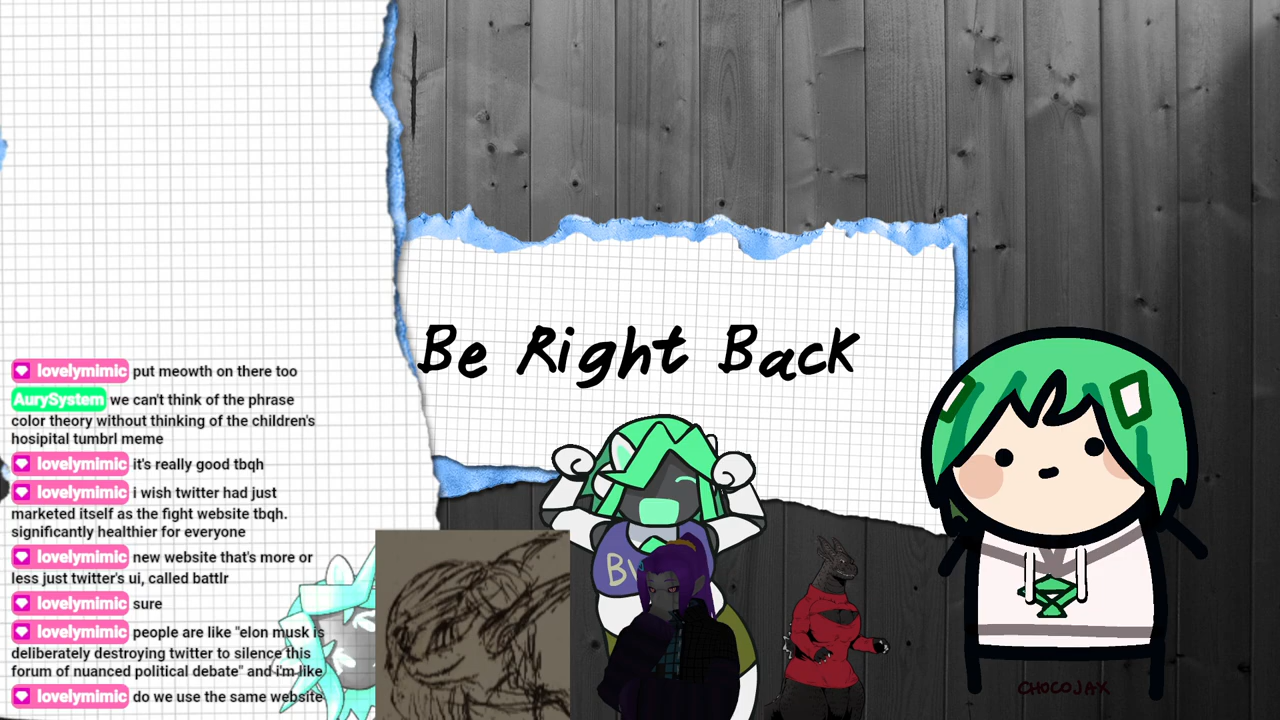 Be Right Back
lovelymimic put meowth on there too
AurySystem we can't think of the phrase
color theory without thinking of the children's
hosipital tumbrl meme
lovelymimic it's really good tbqh
lovelymimic i wish twitter had just
marketed itself as the fight website tbqh.
significantly healthier for everyone
lovelymimic new website that's more or
less just twitter's ui, called battlr
lovelymimic sure
lovelymimic people are like "elon musk is
deliberately destroying twitter to silence this
forum of nuanced political debate" and i'm like
lovelymimic do we use the same website
CHOCOJAX